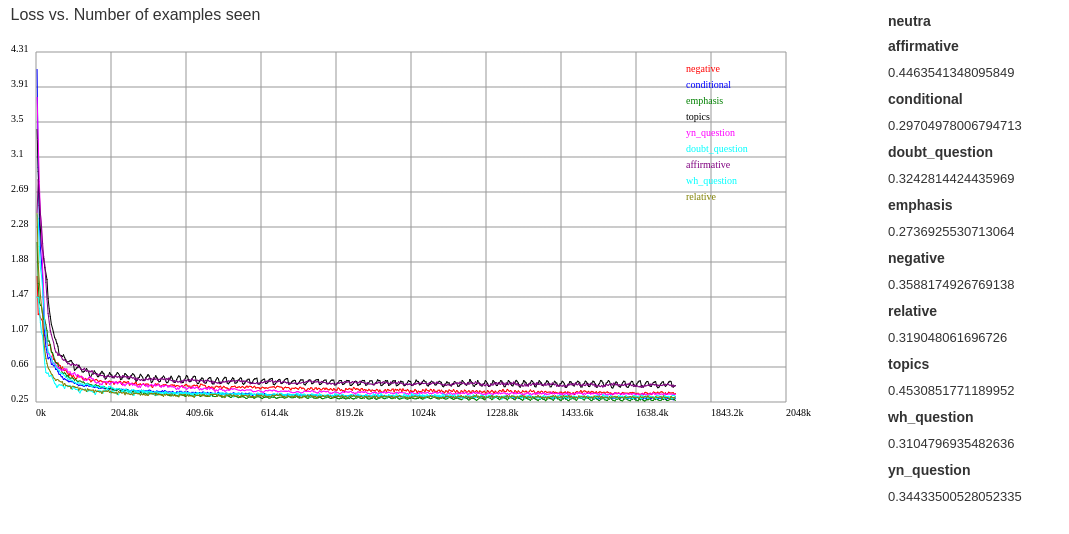 Loss vs. Number of examples seen
4.31
3.91
3.5
3.1
2.69
2.28
1.88
1.47
1.07
0.66
0.25
0k 204.8k 409.6k 614.4k 819.2k 1024k 1228.8k 1433.6k 1638.4k 1843.2k 2048k
negative
conditional
emphasis
topics
yn_question
doubt_question
affirmative
wh_question
relative
neutra
affirmative
0.4463541348095849
conditional
0.29704978006794713
doubt_question
0.3242814424435969
emphasis
0.2736925530713064
negative
0.3588174926769138
relative
0.319048061696726
topics
0.4530851771189952
wh_question
0.3104796935482636
yn_question
0.34433500528052335